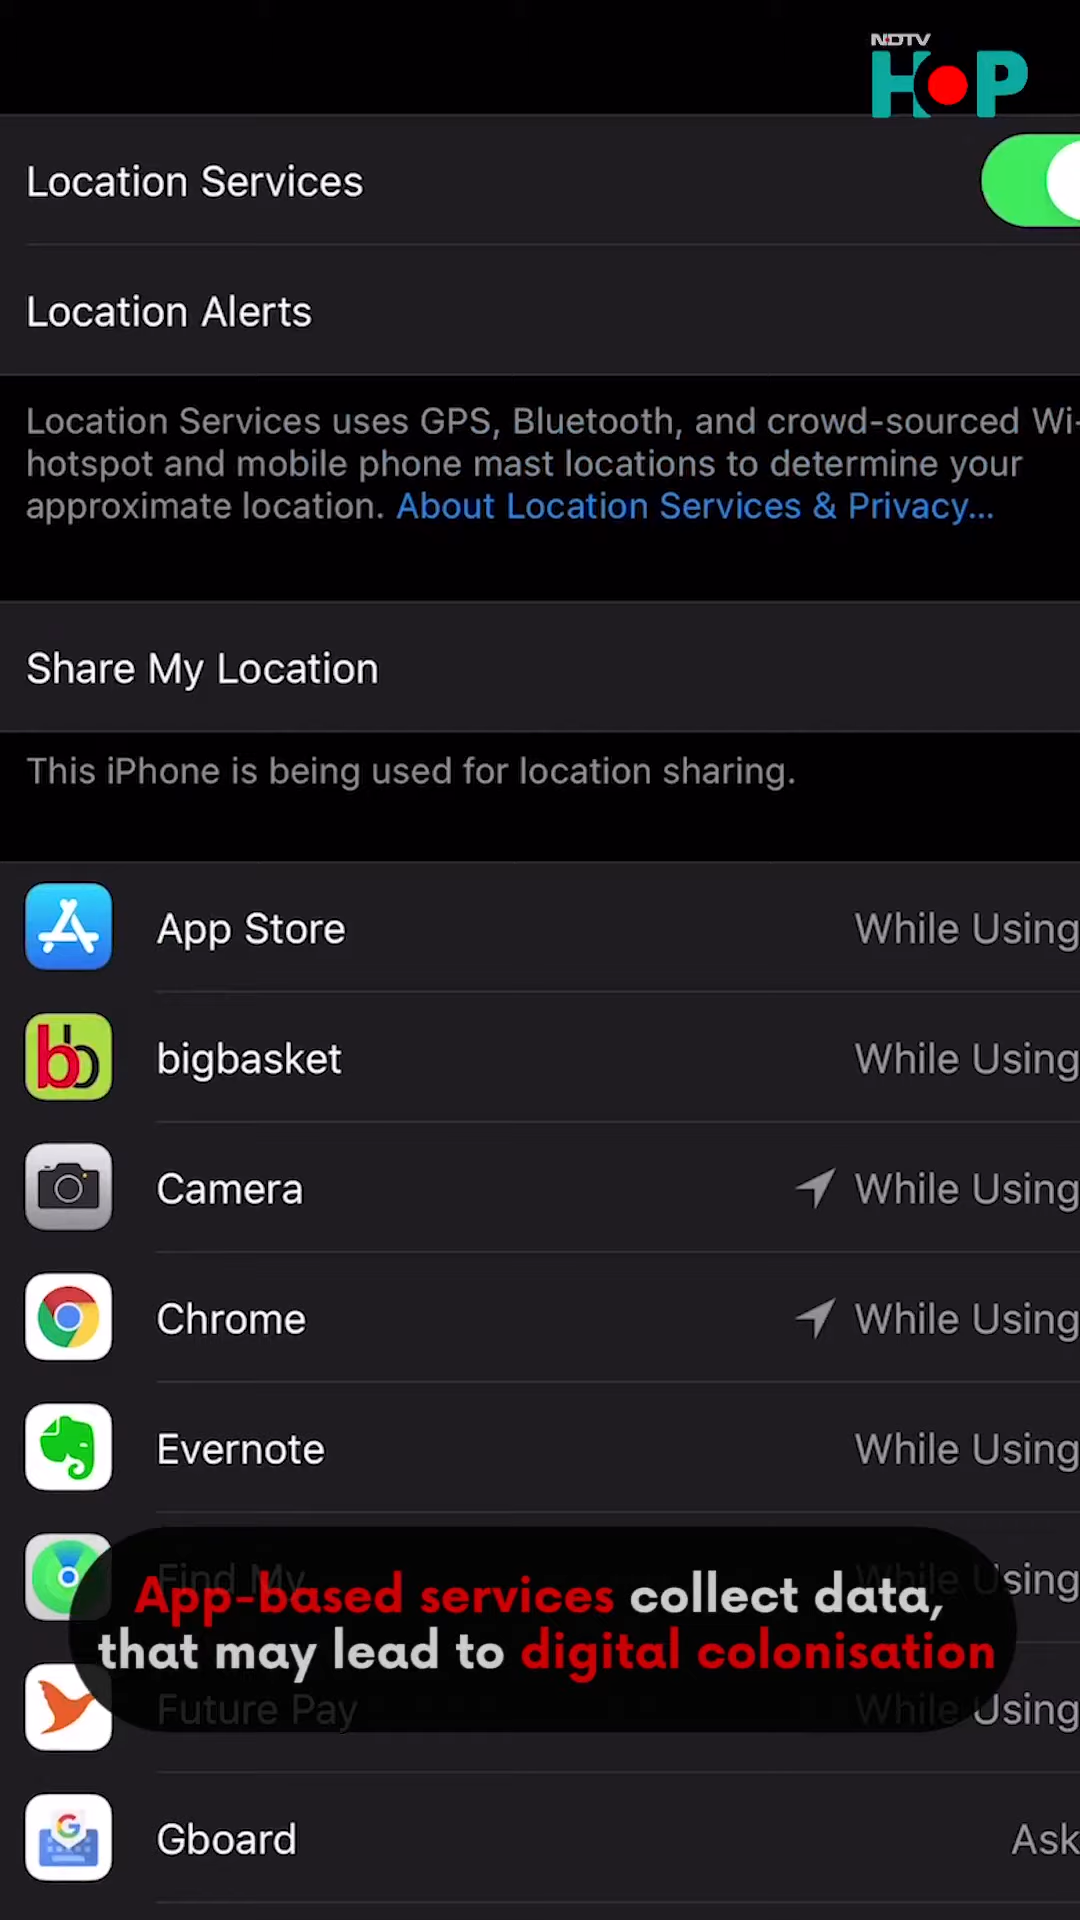 NDTV
HOP
Location Services
Location Alerts
Location Services uses GPS, Bluetooth, and crowd-sourced Wi-
hotspot and mobile phone mast locations to determine your
approximate location. About Location Services & Privacy...
Share My Location
This iPhone is being used for location sharing.
App Store While Using
bigbasket While Using
Camera While Using
Chrome While Using
Evernote While Using
Find My While Using
App-based services collect data,
that may lead to digital colonisation
Future Pay While Using
Gboard Ask